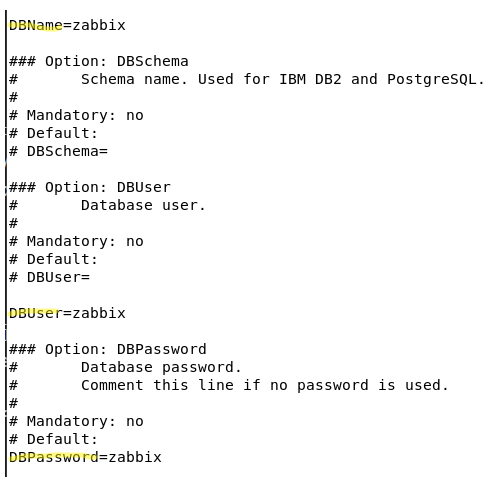 DBName=zabbix

### Option: DBSchema
#       Schema name. Used for IBM DB2 and PostgreSQL.
#
# Mandatory: no
# Default:
# DBSchema=

### Option: DBUser
#       Database user.
#
# Mandatory: no
# Default:
# DBUser=

DBUser=zabbix

### Option: DBPassword
#       Database password.
#       Comment this line if no password is used.
#
# Mandatory: no
# Default:
DBPassword=zabbix